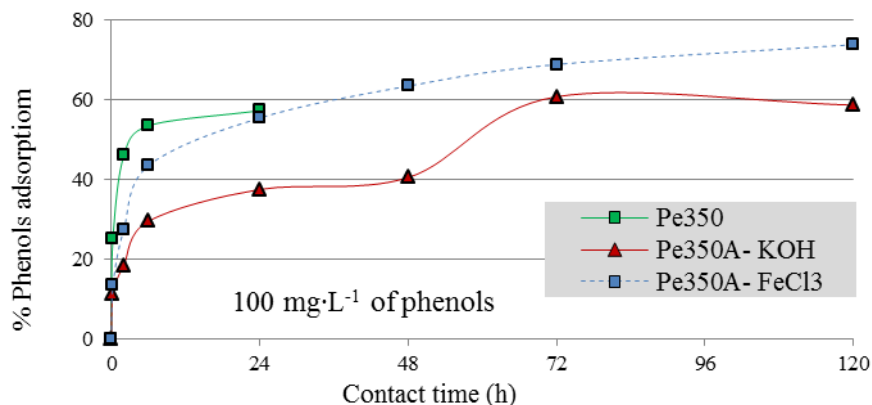 80
60
40
20
0
% Phenols adsorptiom
Pe350
Pe350A- KOH
Pe350A- FeCl3
100 mg·L⁻¹ of phenols
0 24 48 72 96 120
Contact time (h)